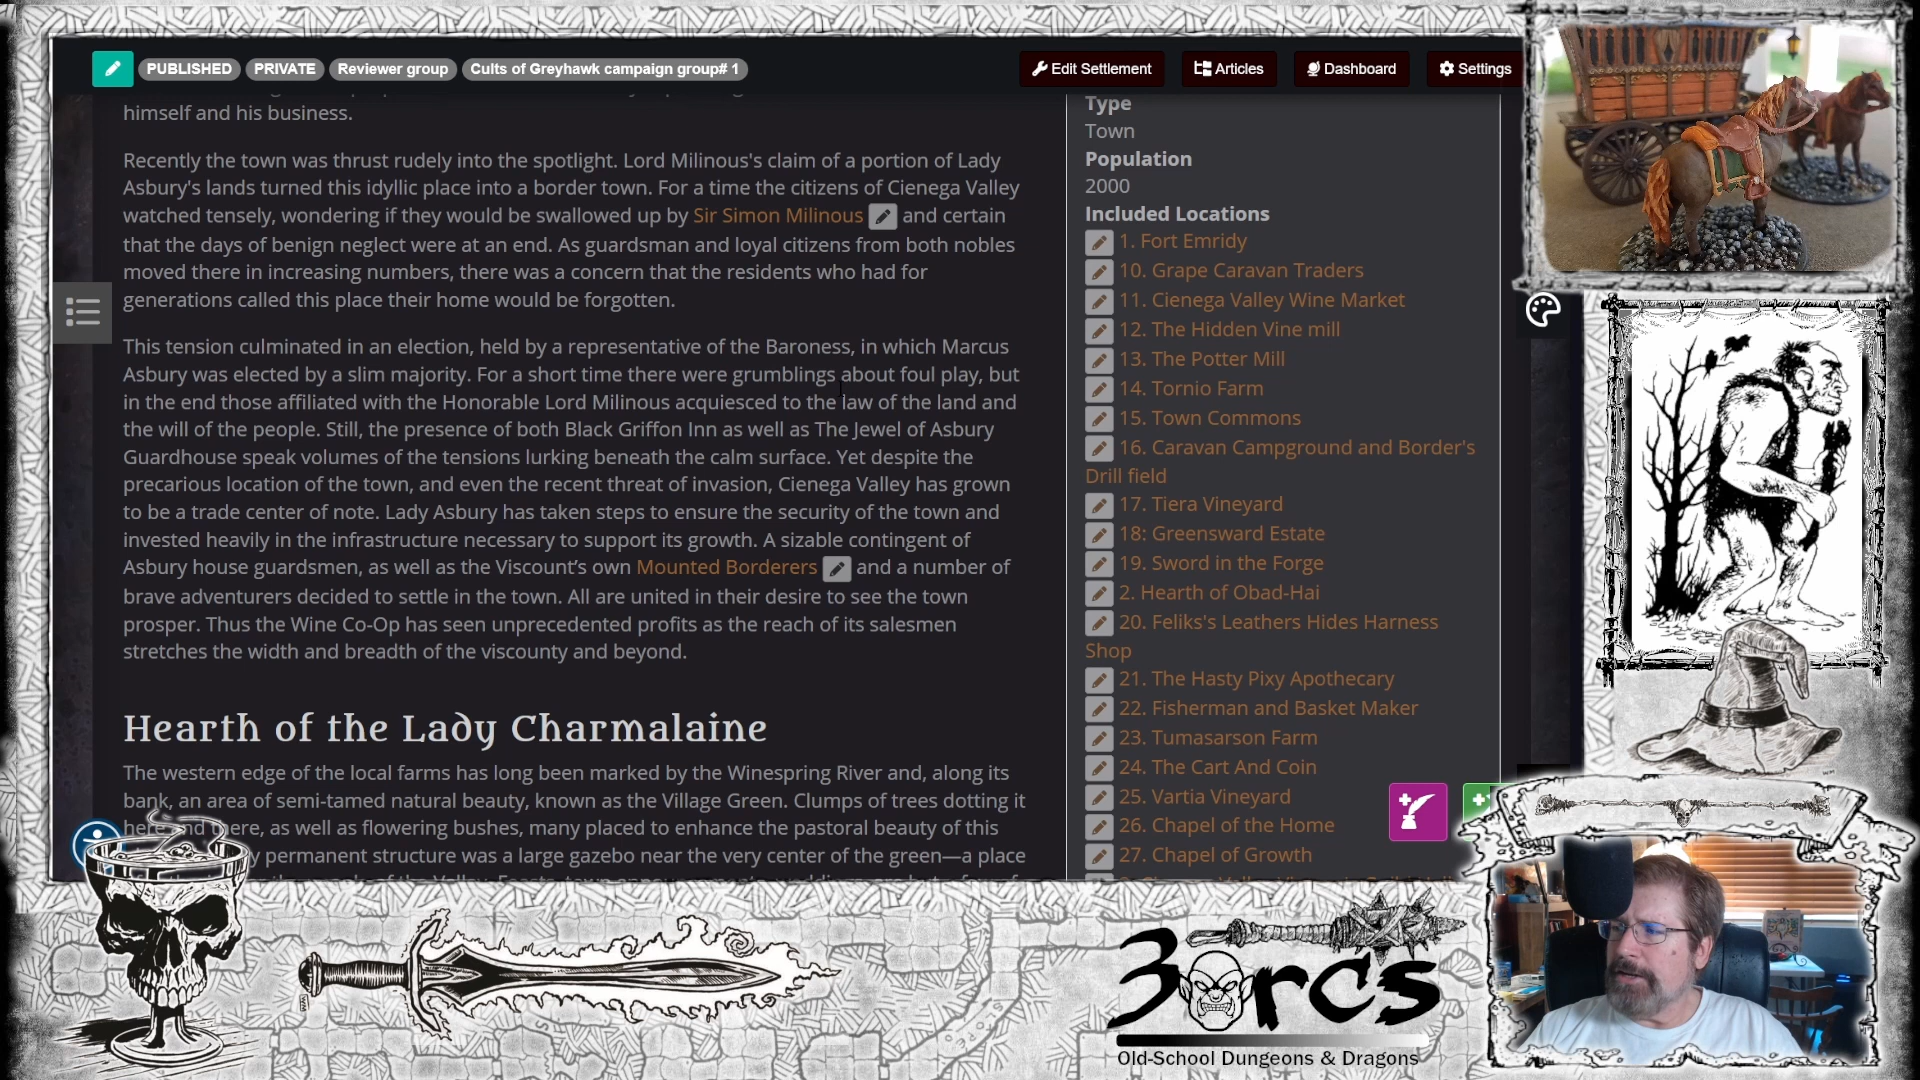 PUBLISHED
PRIVATE
Reviewer group
Cults of Greyhawk campaign group# 1
Edit Settlement
Articles
Dashboard
Settings
himself and his business.
Recently the town was thrust rudely into the spotlight. Lord Milinous's claim of a portion of Lady
Asbury's lands turned this idyllic place into a border town. For a time the citizens of Cienega Valley
watched tensely, wondering if they would be swallowed up by Sir Simon Milinous and certain
that the days of benign neglect were at an end. As guardsman and loyal citizens from both nobles
moved there in increasing numbers, there was a concern that the residents who had for
generations called this place their home would be forgotten.
This tension culminated in an election, held by a representative of the Baroness, in which Marcus
Asbury was elected by a slim majority. For a short time there were grumblings about foul play, but
in the end those affiliated with the Honorable Lord Milinous acquiesced to the law of the land and
the will of the people. Still, the presence of both Black Griffon Inn as well as The Jewel of Asbury
Guardhouse speak volumes of the tensions lurking beneath the calm surface. Yet despite the
precarious location of the town, and even the recent threat of invasion, Cienega Valley has grown
to be a trade center of note. Lady Asbury has taken steps to ensure the security of the town and
invested heavily in the infrastructure necessary to support its growth. A sizable contingent of
Asbury house guardsmen, as well as the Viscount’s own Mounted Borderers and a number of
brave adventurers decided to settle in the town. All are united in their desire to see the town
prosper. Thus the Wine Co-Op has seen unprecedented profits as the reach of its salesmen
stretches the width and breadth of the viscounty and beyond.
Hearth of the Lady Charmalaine
The western edge of the local farms has long been marked by the Winespring River and, along its
bank, an area of semi-tamed natural beauty, known as the Village Green. Clumps of trees dotting it
here and there, as well as flowering bushes, many placed to enhance the pastoral beauty of this
permanent structure was a large gazebo near the very center of the green—a place
Type
Town
Population
2000
Included Locations
1. Fort Emridy
10. Grape Caravan Traders
11. Cienega Valley Wine Market
12. The Hidden Vine mill
13. The Potter Mill
14. Tornio Farm
15. Town Commons
16. Caravan Campground and Border's
Drill field
17. Tiera Vineyard
18: Greensward Estate
19. Sword in the Forge
2. Hearth of Obad-Hai
20. Feliks's Leathers Hides Harness
Shop
21. The Hasty Pixy Apothecary
22. Fisherman and Basket Maker
23. Tumasarson Farm
24. The Cart And Coin
25. Vartia Vineyard
26. Chapel of the Home
27. Chapel of Growth
3 orcs
Old-School Dungeons & Dragons